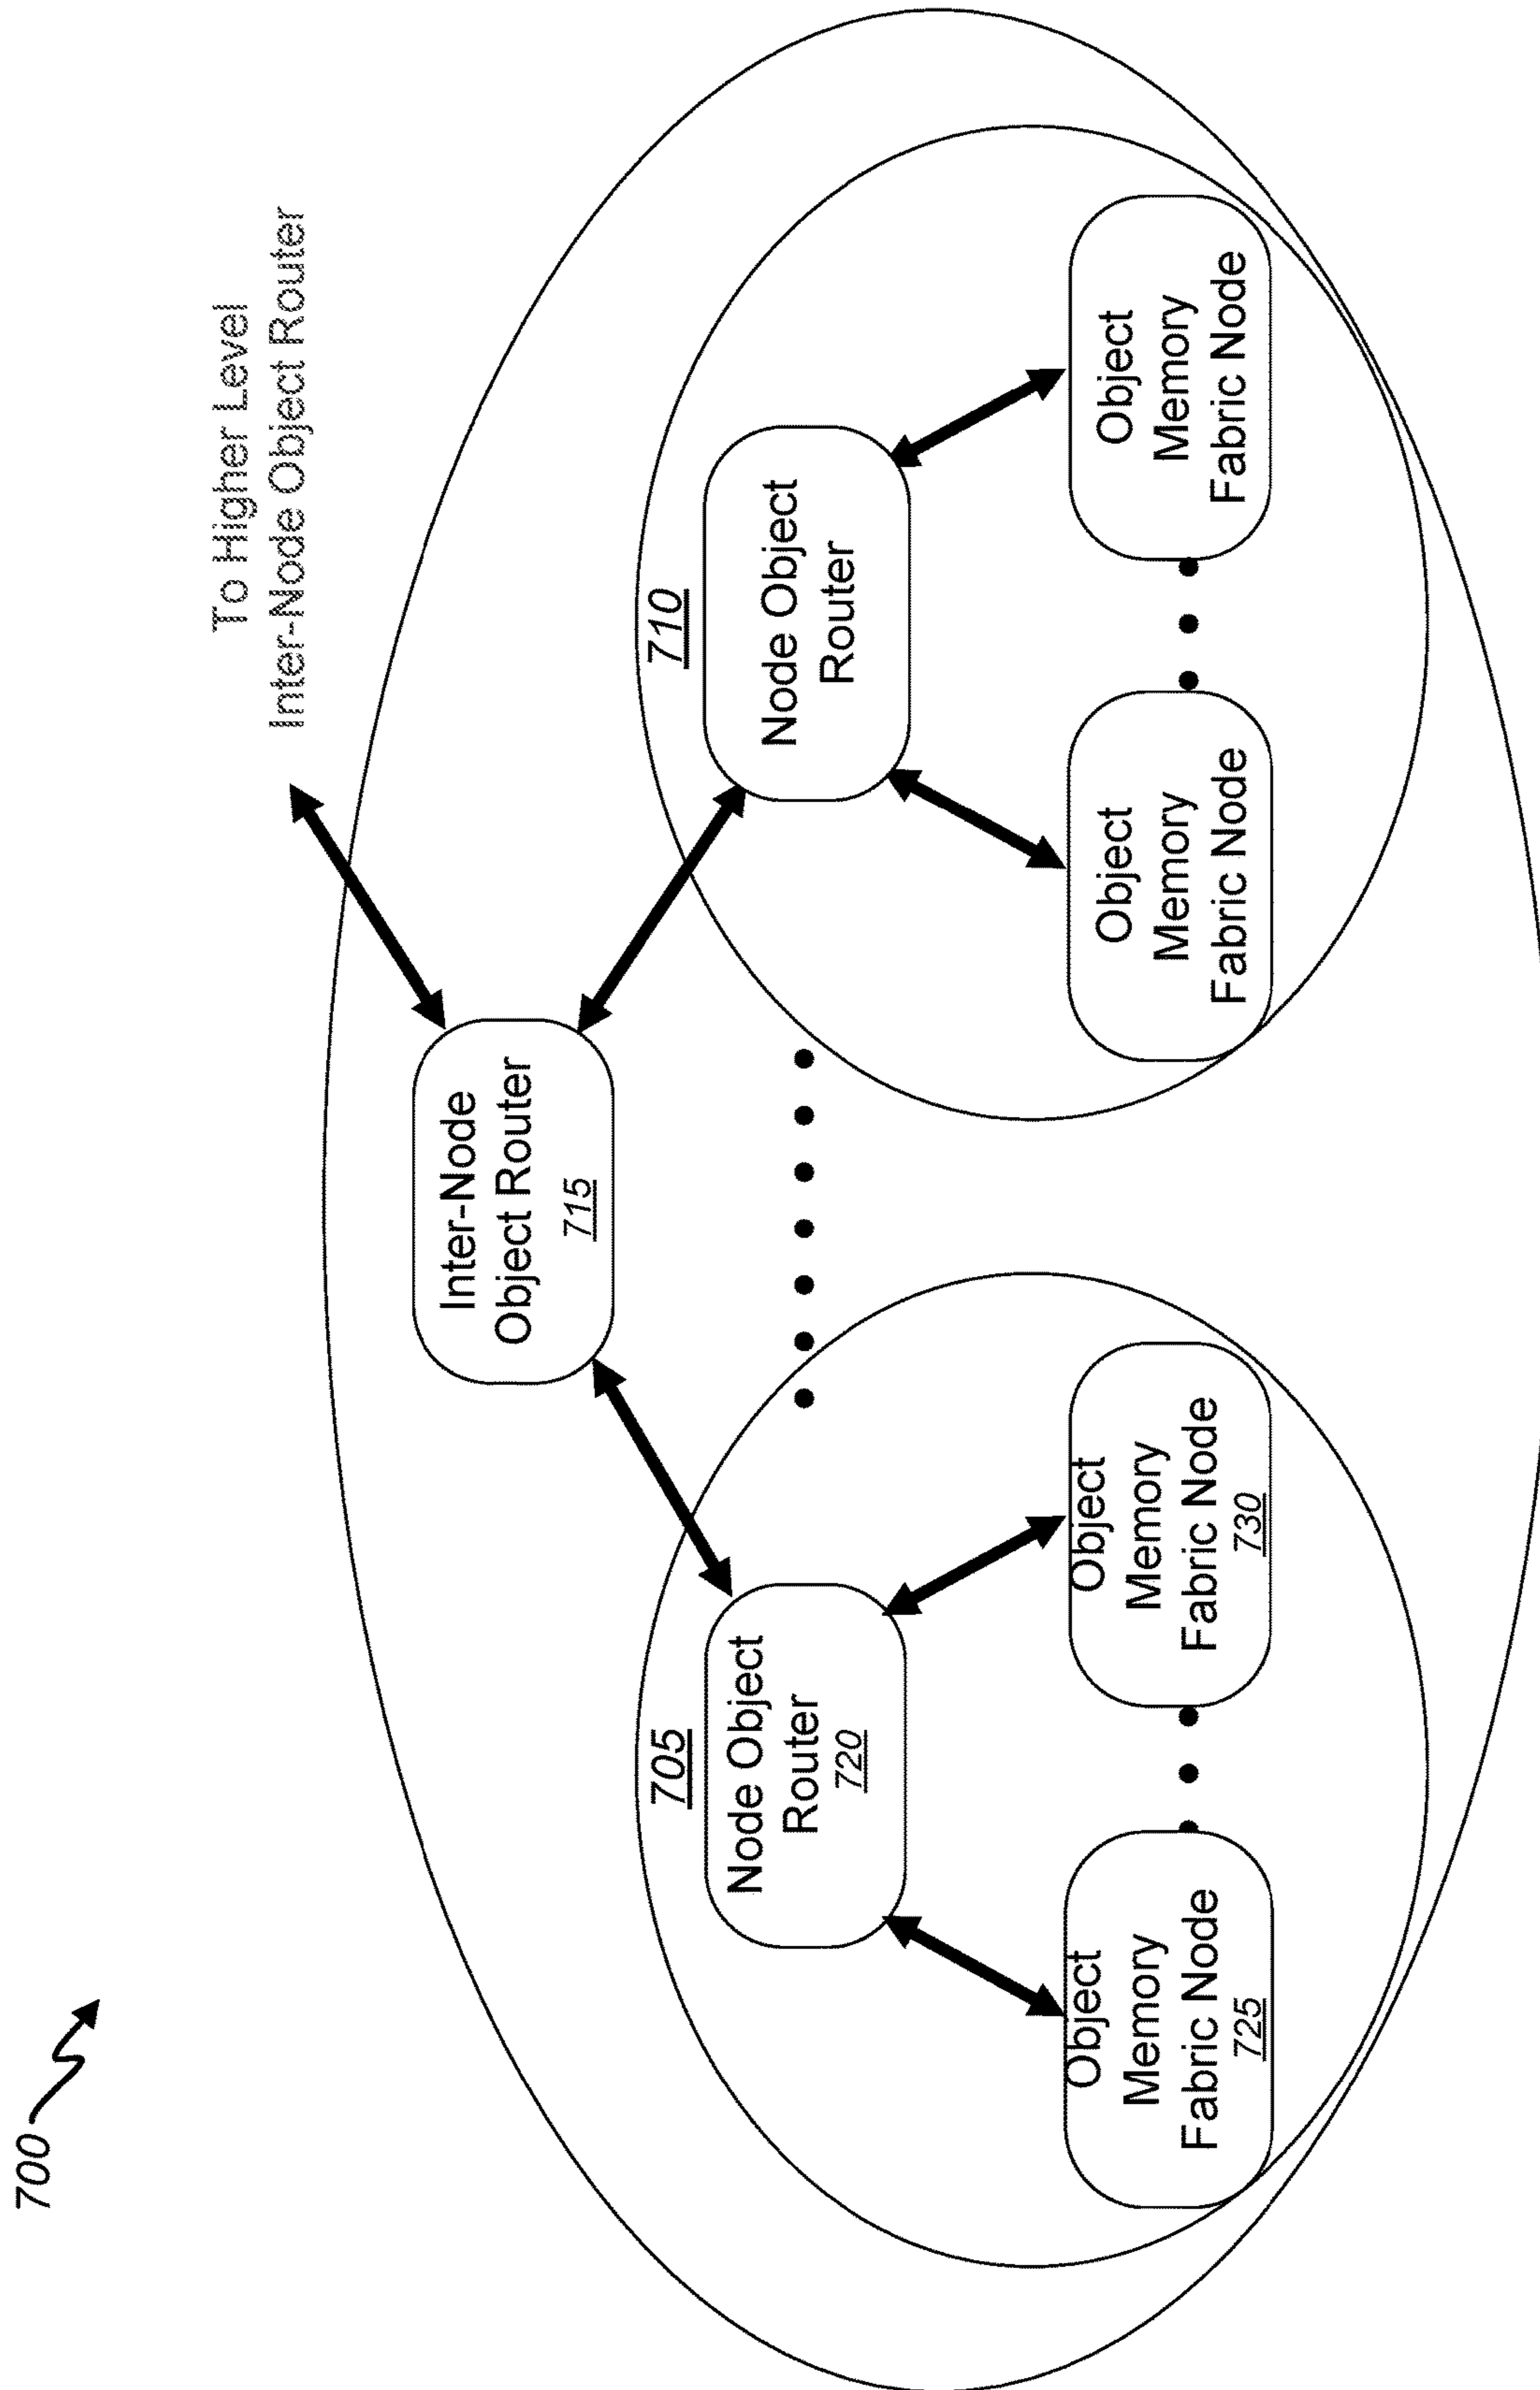 700
To Higher Level
Inter-Node Object Router
Inter-Node
Object Router
715
705
Node Object
Router
720
Object
Memory
Fabric Node
725
Object
Memory
Fabric Node
730
710
Node Object
Router
Object
Memory
Fabric Node
Object
Memory
Fabric Node